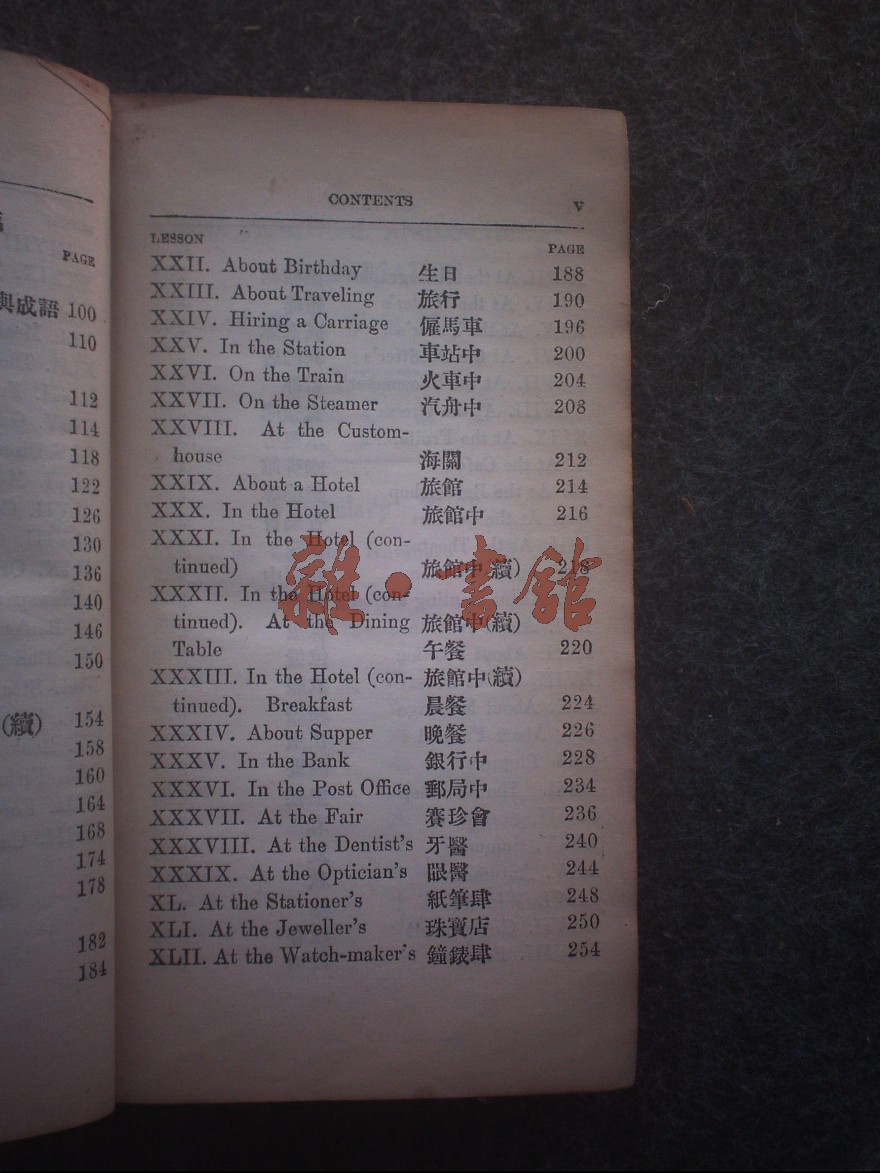 PAGE
與成語 100
110
112
114
118
122
126
130
136
140
146
150
(續) 154
158
160
164
168
174
178
182
184
CONTENTS v
LESSON PAGE
XXII. About Birthday 生日 188
XXIII. About Traveling 旅行 190
XXIV. Hiring a Carriage 僱馬車 196
XXV. In the Station 車站中 200
XXVI. On the Train 火車中 204
XXVII. On the Steamer 汽舟中 208
XXVIII. At the Custom-
house 海關 212
XXIX. About a Hotel 旅館 214
XXX. In the Hotel 旅館中 216
XXXI. In the Hotel (con-
tinued) 旅館中(續) 218
XXXII. In the Hotel (con-
tinued). At the Dining 旅館中(續)
Table 午餐 220
XXXIII. In the Hotel (con- 旅館中(續)
tinued). Breakfast 晨餐 224
XXXIV. About Supper 晚餐 226
XXXV. In the Bank 銀行中 228
XXXVI. In the Post Office 郵局中 234
XXXVII. At the Fair 賽珍會 236
XXXVIII. At the Dentist's 牙醫 240
XXXIX. At the Optician's 眼醫 244
XL. At the Stationer's 紙筆肆 248
XLI. At the Jeweller's 珠寶店 250
XLII. At the Watch-maker's 鐘錶肆 254
雜·書館